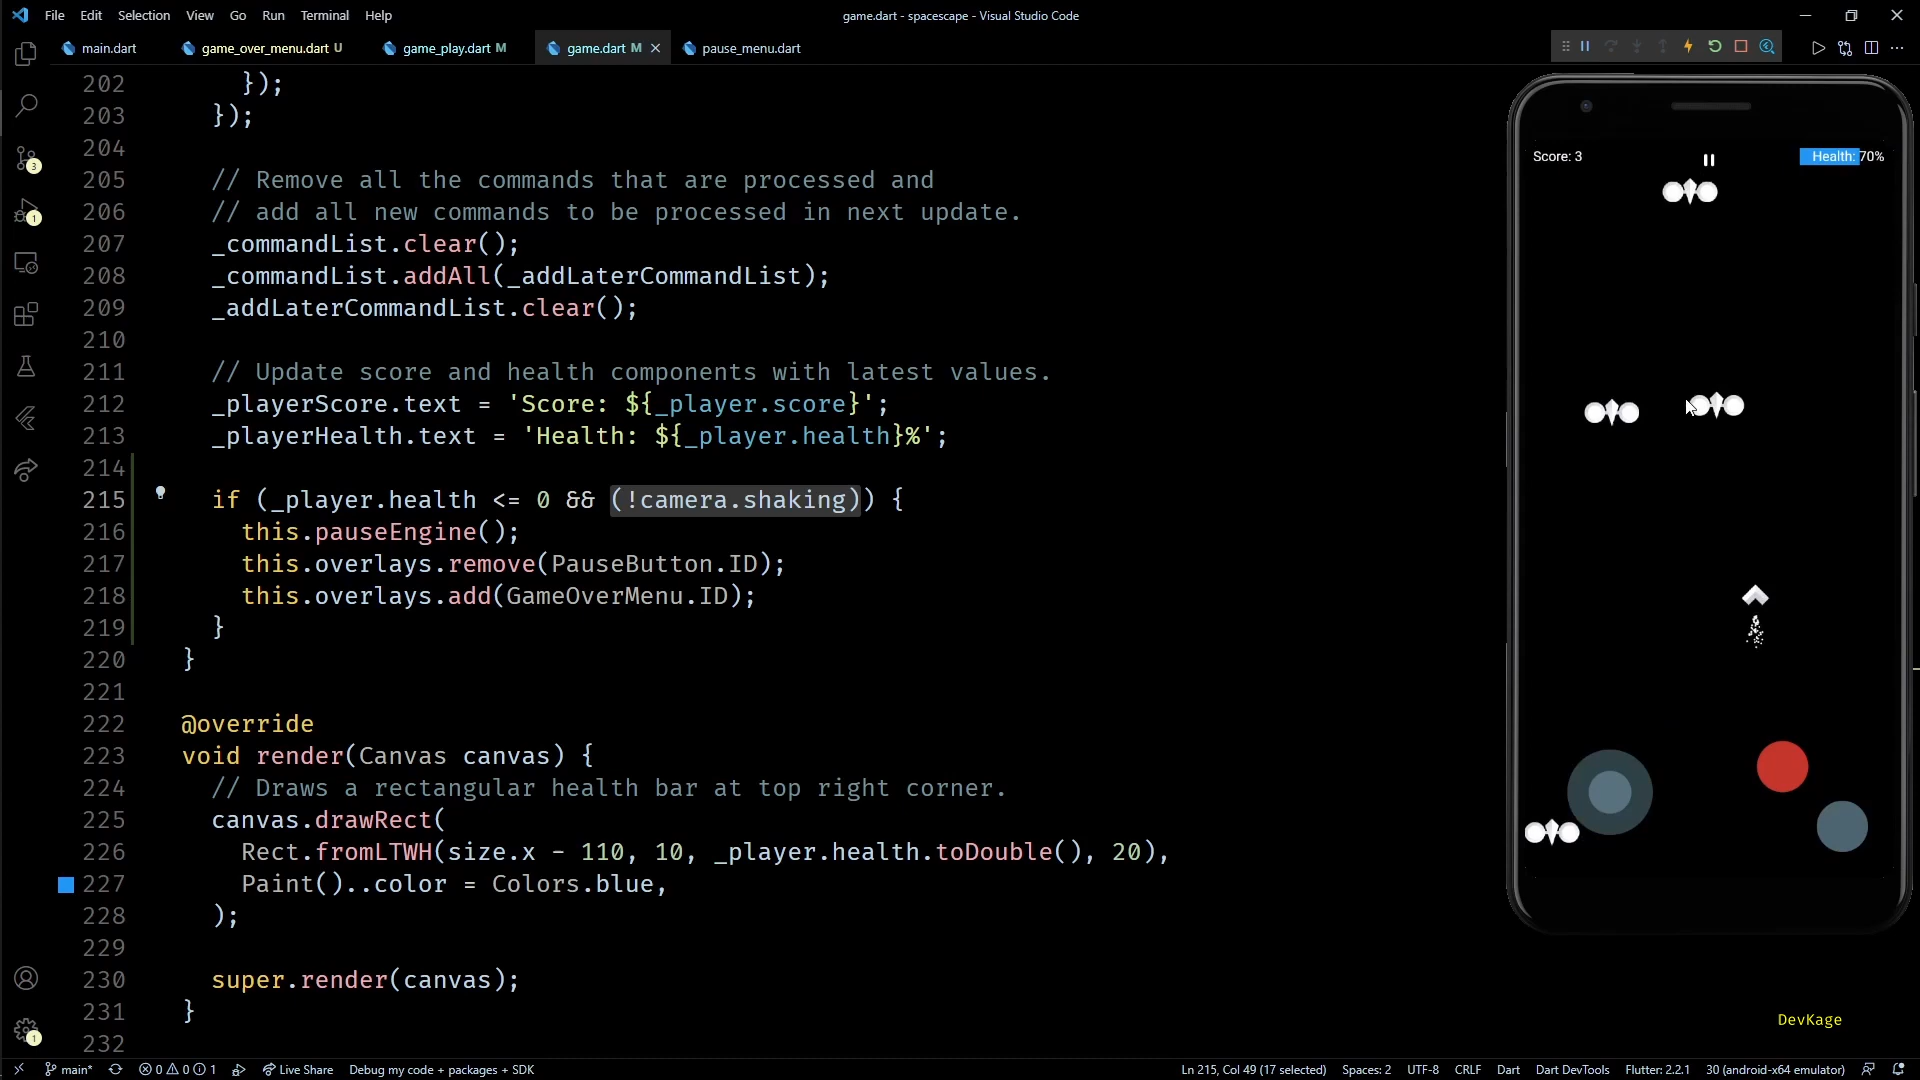 File Edit Selection View Go Run Terminal Help
game.dart - spacescape - Visual Studio Code
main.dart
game_over_menu.dart U
game_play.dart M
game.dart M
pause_menu.dart
202 });
203 });
204
205 // Remove all the commands that are processed and
206 // add all new commands to be processed in next update.
207 _commandList.clear();
208 _commandList.addAll(_addLaterCommandList);
209 _addLaterCommandList.clear();
210
211 // Update score and health components with latest values.
212 _playerScore.text = 'Score: ${_player.score}';
213 _playerHealth.text = 'Health: ${_player.health}%';
214
215 if (_player.health <= 0 && (!camera.shaking)) {
216 this.pauseEngine();
217 this.overlays.remove(PauseButton.ID);
218 this.overlays.add(GameOverMenu.ID);
219 }
220 }
221
222 @override
223 void render(Canvas canvas) {
224 // Draws a rectangular health bar at top right corner.
225 canvas.drawRect(
226 Rect.fromLTWH(size.x - 110, 10, _player.health.toDouble(), 20),
227 Paint()..color = Colors.blue,
228 );
229
230 super.render(canvas);
231 }
232
3
1
1
Score: 3
Health: 70%
DevKage
main* 0 0 1 Live Share Debug my code + packages + SDK
Ln 215, Col 49 (17 selected) Spaces: 2 UTF-8 CRLF Dart Dart DevTools Flutter: 2.2.1 30 (android-x64 emulator)